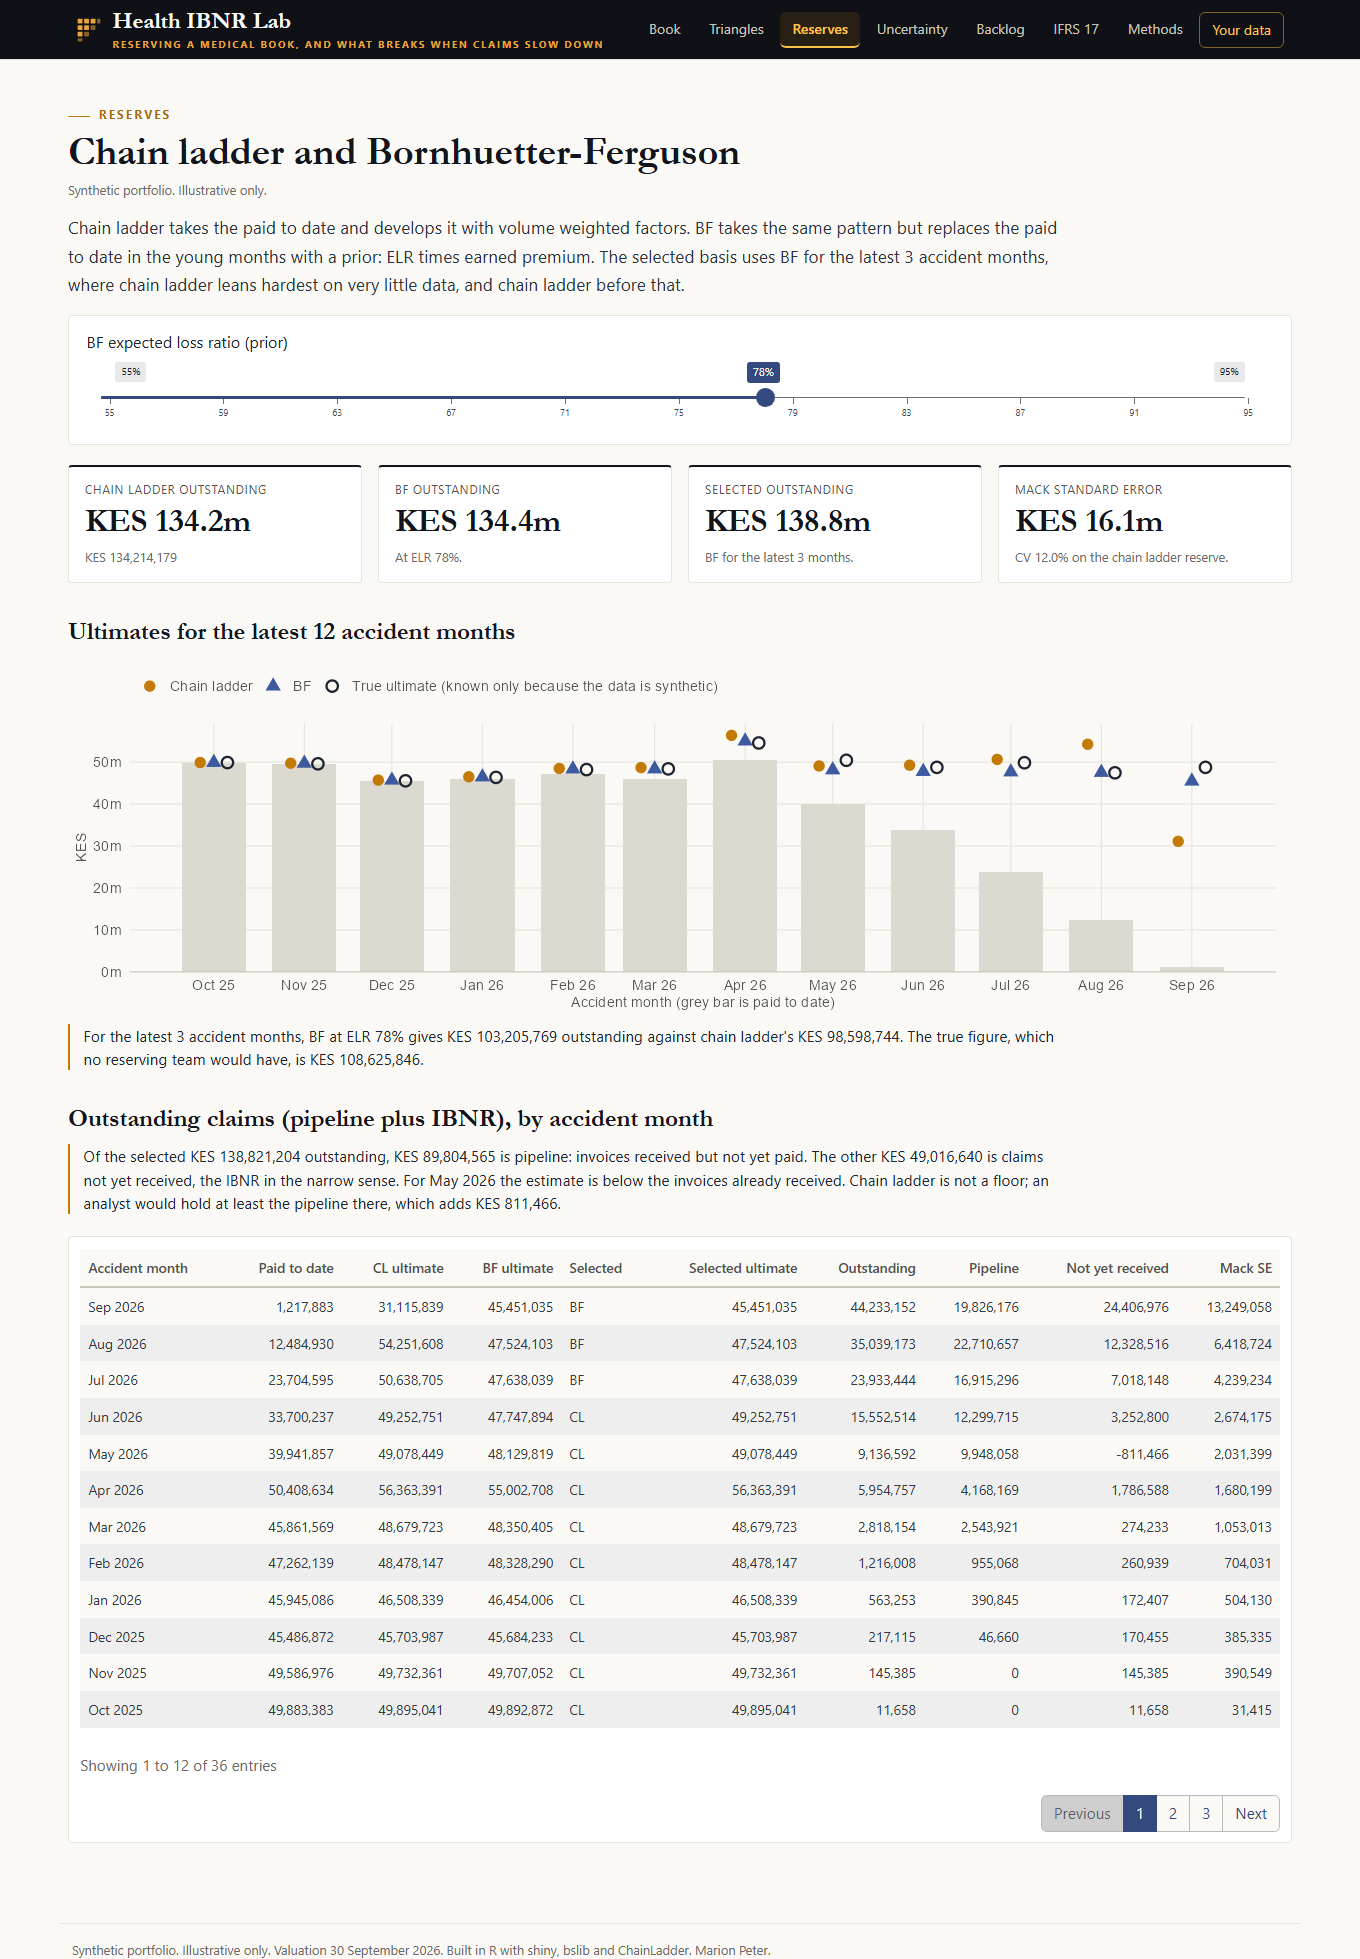 Health IBNR Lab
RESERVING A MEDICAL BOOK, AND WHAT BREAKS WHEN CLAIMS SLOW DOWN
Book Triangles Reserves Uncertainty Backlog IFRS 17 Methods Your data
RESERVES
Chain ladder and Bornhuetter-Ferguson
Synthetic portfolio. Illustrative only.
Chain ladder takes the paid to date and develops it with volume weighted factors. BF takes the same pattern but replaces the paid
to date in the young months with a prior: ELR times earned premium. The selected basis uses BF for the latest 3 accident months,
where chain ladder leans hardest on very little data, and chain ladder before that.
BF expected loss ratio (prior)
55% 78% 95%
55 59 63 67 71 75 79 83 87 91 95
CHAIN LADDER OUTSTANDING
KES 134.2m
KES 134,214,179
BF OUTSTANDING
KES 134.4m
At ELR 78%.
SELECTED OUTSTANDING
KES 138.8m
BF for the latest 3 months.
MACK STANDARD ERROR
KES 16.1m
CV 12.0% on the chain ladder reserve.
Ultimates for the latest 12 accident months
Chain ladder BF True ultimate (known only because the data is synthetic)
KES
50m
40m
30m
20m
10m
0m
Oct 25 Nov 25 Dec 25 Jan 26 Feb 26 Mar 26 Apr 26 May 26 Jun 26 Jul 26 Aug 26 Sep 26
Accident month (grey bar is paid to date)
For the latest 3 accident months, BF at ELR 78% gives KES 103,205,769 outstanding against chain ladder's KES 98,598,744. The true figure, which
no reserving team would have, is KES 108,625,846.
Outstanding claims (pipeline plus IBNR), by accident month
Of the selected KES 138,821,204 outstanding, KES 89,804,565 is pipeline: invoices received but not yet paid. The other KES 49,016,640 is claims
not yet received, the IBNR in the narrow sense. For May 2026 the estimate is below the invoices already received. Chain ladder is not a floor; an
analyst would hold at least the pipeline there, which adds KES 811,466.
Accident month Paid to date CL ultimate BF ultimate Selected Selected ultimate Outstanding Pipeline Not yet received Mack SE
Sep 2026 1,217,883 31,115,839 45,451,035 BF 45,451,035 44,233,152 19,826,176 24,406,976 13,249,058
Aug 2026 12,484,930 54,251,608 47,524,103 BF 47,524,103 35,039,173 22,710,657 12,328,516 6,418,724
Jul 2026 23,704,595 50,638,705 47,638,039 BF 47,638,039 23,933,444 16,915,296 7,018,148 4,239,234
Jun 2026 33,700,237 49,252,751 47,747,894 CL 49,252,751 15,552,514 12,299,715 3,252,800 2,674,175
May 2026 39,941,857 49,078,449 48,129,819 CL 49,078,449 9,136,592 9,948,058 -811,466 2,031,399
Apr 2026 50,408,634 56,363,391 55,002,708 CL 56,363,391 5,954,757 4,168,169 1,786,588 1,680,199
Mar 2026 45,861,569 48,679,723 48,350,405 CL 48,679,723 2,818,154 2,543,921 274,233 1,053,013
Feb 2026 47,262,139 48,478,147 48,328,290 CL 48,478,147 1,216,008 955,068 260,939 704,031
Jan 2026 45,945,086 46,508,339 46,454,006 CL 46,508,339 563,253 390,845 172,407 504,130
Dec 2025 45,486,872 45,703,987 45,684,233 CL 45,703,987 217,115 46,660 170,455 385,335
Nov 2025 49,586,976 49,732,361 49,707,052 CL 49,732,361 145,385 0 145,385 390,549
Oct 2025 49,883,383 49,895,041 49,892,872 CL 49,895,041 11,658 0 11,658 31,415
Showing 1 to 12 of 36 entries
Previous 1 2 3 Next
Synthetic portfolio. Illustrative only. Valuation 30 September 2026. Built in R with shiny, bslib and ChainLadder. Marion Peter.